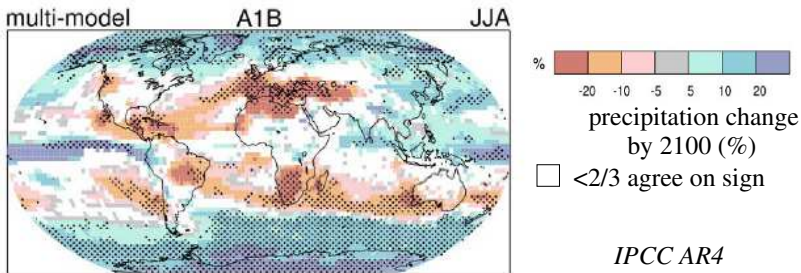 multi-model A1B JJA
%
-20 -10 -5 5 10 20
precipitation change
by 2100 (%)
<2/3 agree on sign
IPCC AR4